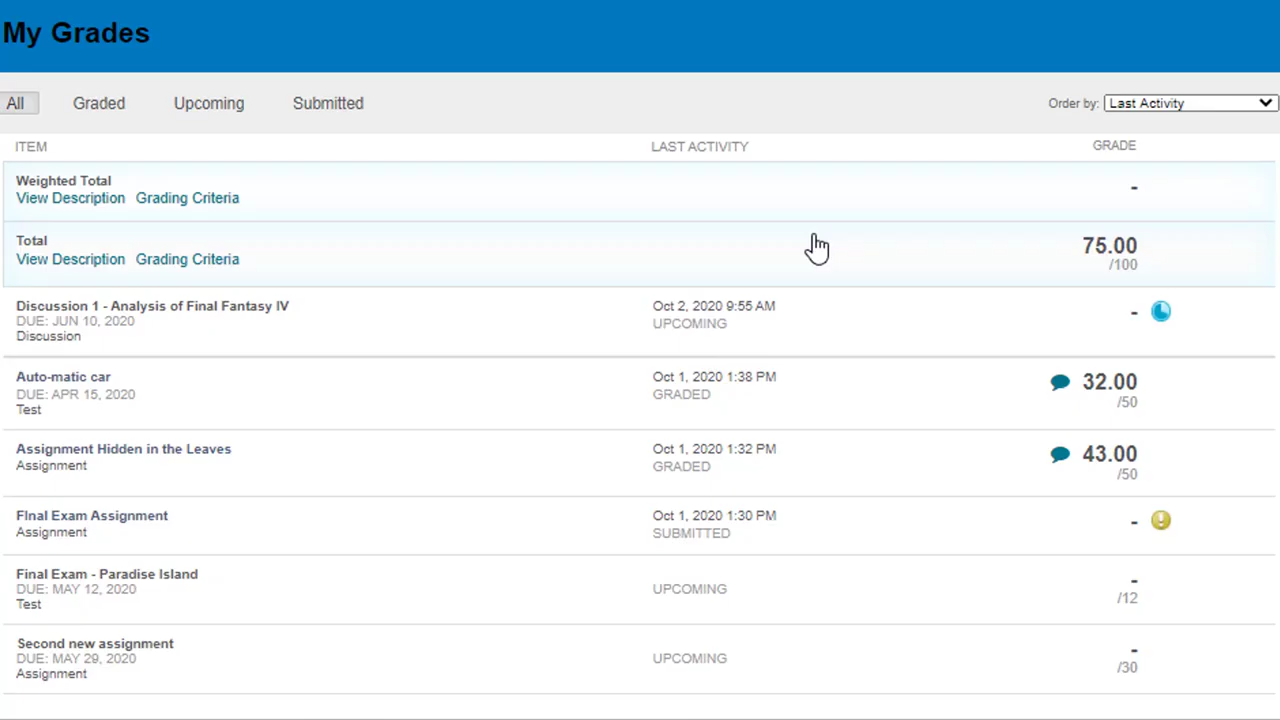 My Grades
All Graded Upcoming Submitted Order by: Last Activity
ITEM LAST ACTIVITY GRADE
Weighted Total
View Description Grading Criteria -
Total
View Description Grading Criteria 75.00
/100
Discussion 1 - Analysis of Final Fantasy IV Oct 2, 2020 9:55 AM -
DUE: JUN 10, 2020 UPCOMING
Discussion
Auto-matic car Oct 1, 2020 1:38 PM 32.00
DUE: APR 15, 2020 GRADED /50
Test
Assignment Hidden in the Leaves Oct 1, 2020 1:32 PM 43.00
Assignment GRADED /50
FInal Exam Assignment Oct 1, 2020 1:30 PM -
Assignment SUBMITTED
Final Exam - Paradise Island -
DUE: MAY 12, 2020 UPCOMING /12
Test
Second new assignment -
DUE: MAY 29, 2020 UPCOMING /30
Assignment